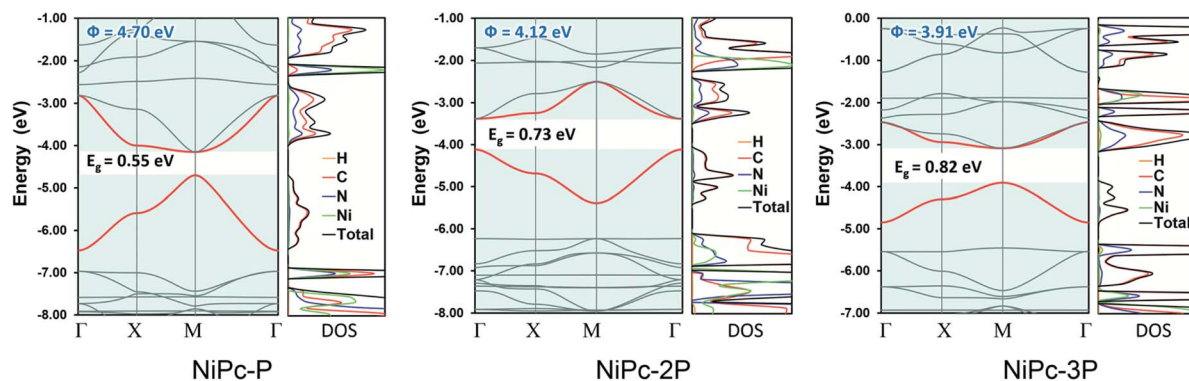 Energy (eV)
-1.00
-2.00
-3.00
-4.00
-5.00
-6.00
-7.00
-8.00
Φ = 4.70 eV
E_g = 0.55 eV
H
C
N
Ni
Total
Γ X M Γ
DOS
NiPc-P
Energy (eV)
-1.00
-2.00
-3.00
-4.00
-5.00
-6.00
-7.00
-8.00
Φ = 4.12 eV
E_g = 0.73 eV
H
C
N
Ni
Total
Γ X M Γ
DOS
NiPc-2P
Energy (eV)
0.00
-1.00
-2.00
-3.00
-4.00
-5.00
-6.00
-7.00
Φ = 3.91 eV
E_g = 0.82 eV
H
C
N
Ni
Total
Γ X M Γ
DOS
NiPc-3P